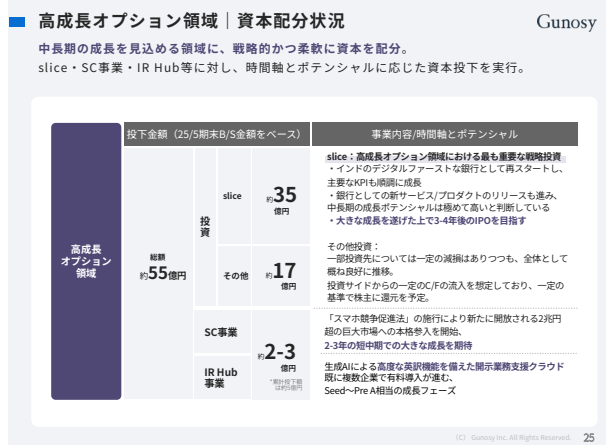 高成長オプション領域｜資本配分状況
Gunosy
中長期の成長を見込める領域に、戦略的かつ柔軟に資本を配分。
slice・SC事業・IR Hub等に対し、時間軸とポテンシャルに応じた資本投下を実行。
投下金額（25/5期末B/S金額をベース）
事業内容/時間軸とポテンシャル
高成長
オプション
領域
総額
約55億円
投資
slice
約35
億円
slice：高成長オプション領域における最も重要な戦略投資
・インドのデジタルファーストな銀行として再スタートし、
主要なKPIも順調に成長
・銀行としての新サービス/プロダクトのリリースも進み、
中長期の成長ポテンシャルは極めて高いと判断している
・大きな成長を遂げた上で3-4年後のIPOを目指す
その他
約17
億円
その他投資：
一部投資先については一定の減損はありつつも、全体として
概ね良好に推移。
投資サイドからの一定のC/Fの流入を想定しており、一定の
基準で株主に還元を予定。
SC事業
約2-3
億円
*累計投下額
は約5億円
「スマホ競争促進法」の施行により新たに開放される2兆円
超の巨大市場への本格参入を開始、
2-3年の短中期での大きな成長を期待
IR Hub
事業
生成AIによる高度な英訳機能を備えた開示業務支援クラウド
既に複数企業で有料導入が進む、
Seed～Pre A相当の成長フェーズ
（C） Gunosy Inc. All Rights Reserved.
25